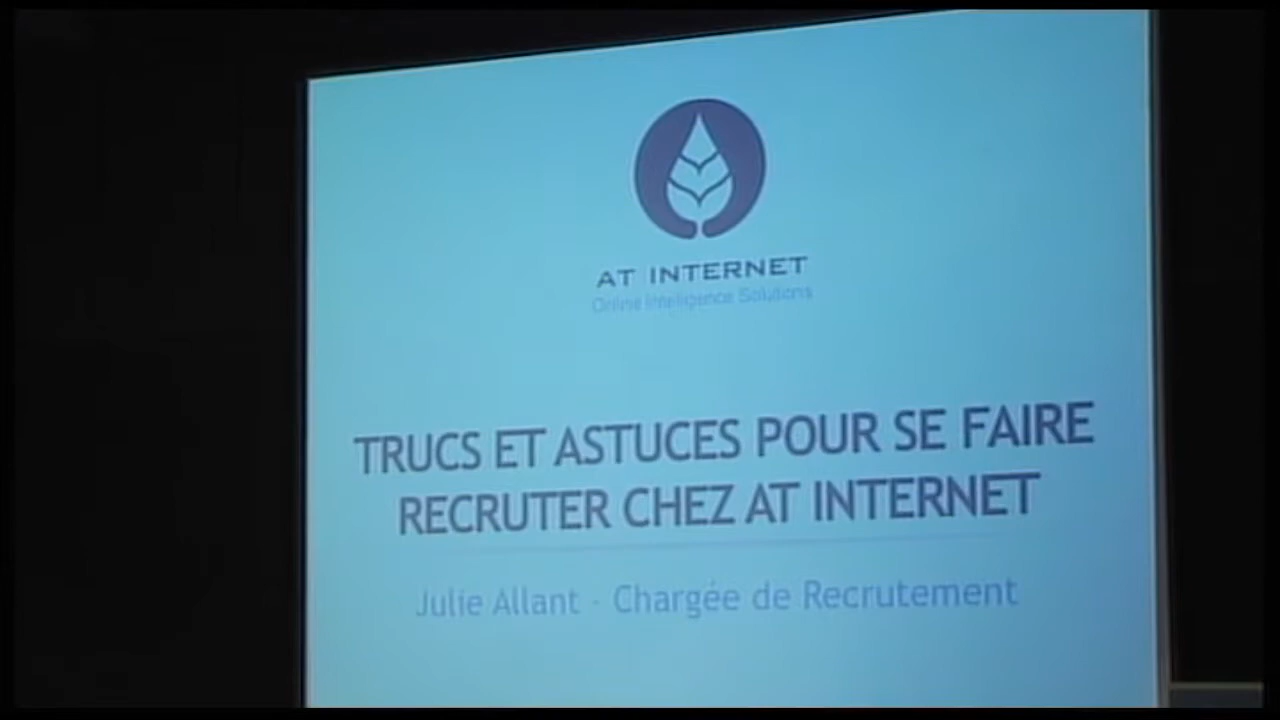 AT INTERNET
Online Intelligence Solutions
TRUCS ET ASTUCES POUR SE FAIRE
RECRUTER CHEZ AT INTERNET
Julie Allant - Chargée de Recrutement